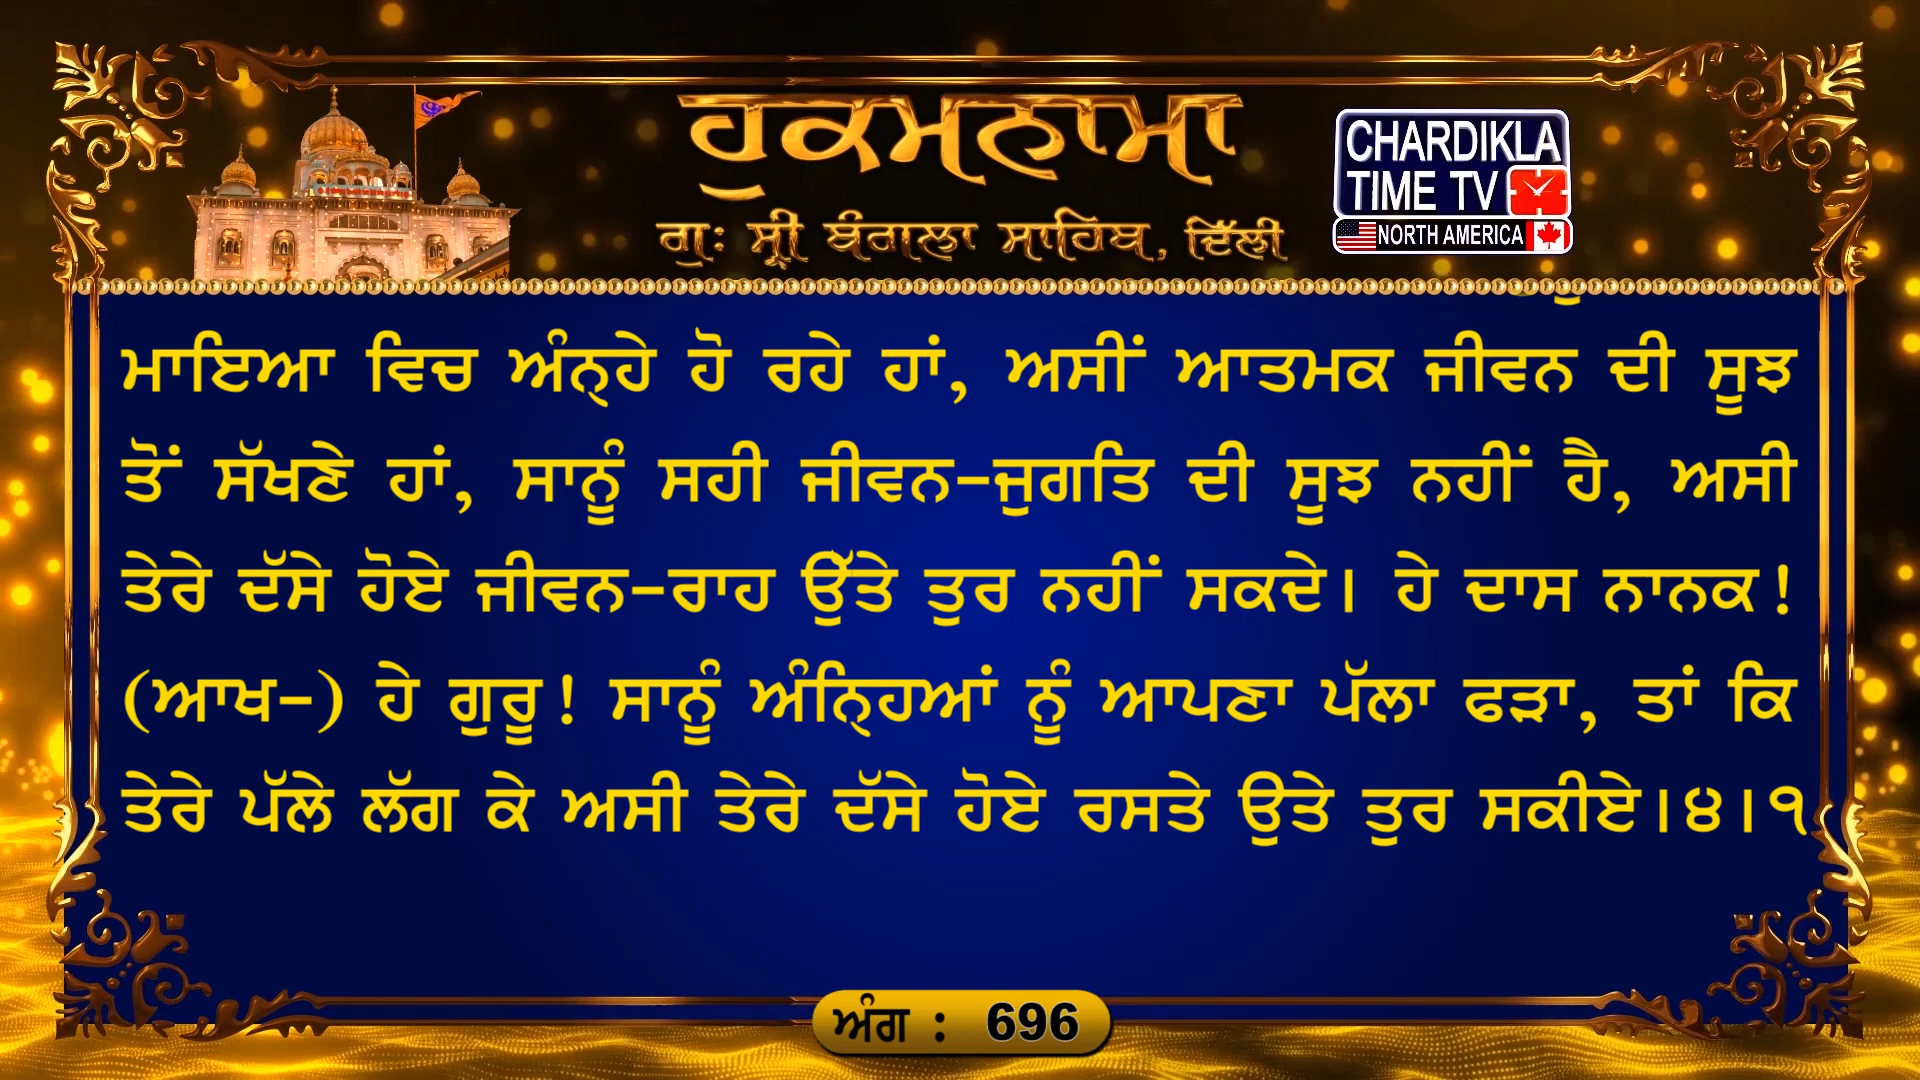 ਹੁਕਮਨਾਮਾ
ਗੁਃ ਸ੍ਰੀ ਬੰਗਲਾ ਸਾਹਿਬ, ਦਿੱਲੀ
CHARDIKLA
TIME TV
NORTH AMERICA
ਮਾਇਆ ਵਿਚ ਅੰਨ੍ਹੇ ਹੋ ਰਹੇ ਹਾਂ, ਅਸੀਂ ਆਤਮਕ ਜੀਵਨ ਦੀ ਸੂਝ
ਤੋਂ ਸੱਖਣੇ ਹਾਂ, ਸਾਨੂੰ ਸਹੀ ਜੀਵਨ-ਜੁਗਤਿ ਦੀ ਸੂਝ ਨਹੀਂ ਹੈ, ਅਸੀ
ਤੇਰੇ ਦੱਸੇ ਹੋਏ ਜੀਵਨ-ਰਾਹ ਉੱਤੇ ਤੁਰ ਨਹੀਂ ਸਕਦੇ। ਹੇ ਦਾਸ ਨਾਨਕ!
(ਆਖ-) ਹੇ ਗੁਰੂ! ਸਾਨੂੰ ਅੰਨ੍ਹਿਆਂ ਨੂੰ ਆਪਣਾ ਪੱਲਾ ਫੜਾ, ਤਾਂ ਕਿ
ਤੇਰੇ ਪੱਲੇ ਲੱਗ ਕੇ ਅਸੀ ਤੇਰੇ ਦੱਸੇ ਹੋਏ ਰਸਤੇ ਉਤੇ ਤੁਰ ਸਕੀਏ।੪।੧
ਅੰਗ : 696